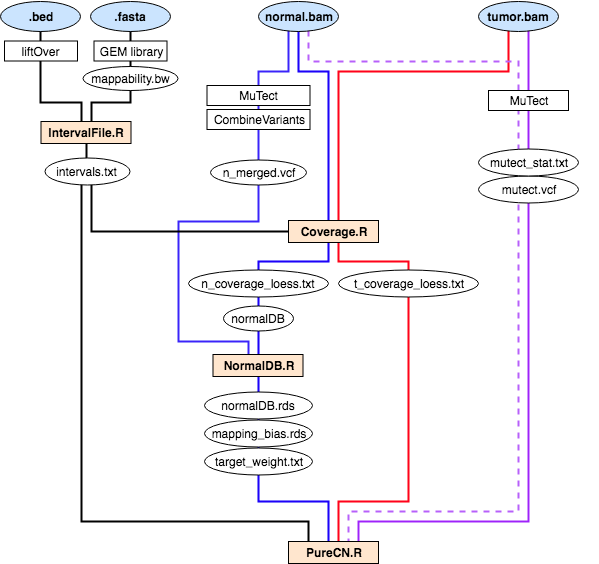 .bed
.fasta
normal.bam
tumor.bam
liftOver
GEM library
mappability.bw
MuTect
CombineVariants
MuTect
IntervalFile.R
intervals.txt
n_merged.vcf
mutect_stat.txt
mutect.vcf
Coverage.R
n_coverage_loess.txt
t_coverage_loess.txt
normalDB
NormalDB.R
normalDB.rds
mapping_bias.rds
target_weight.txt
PureCN.R